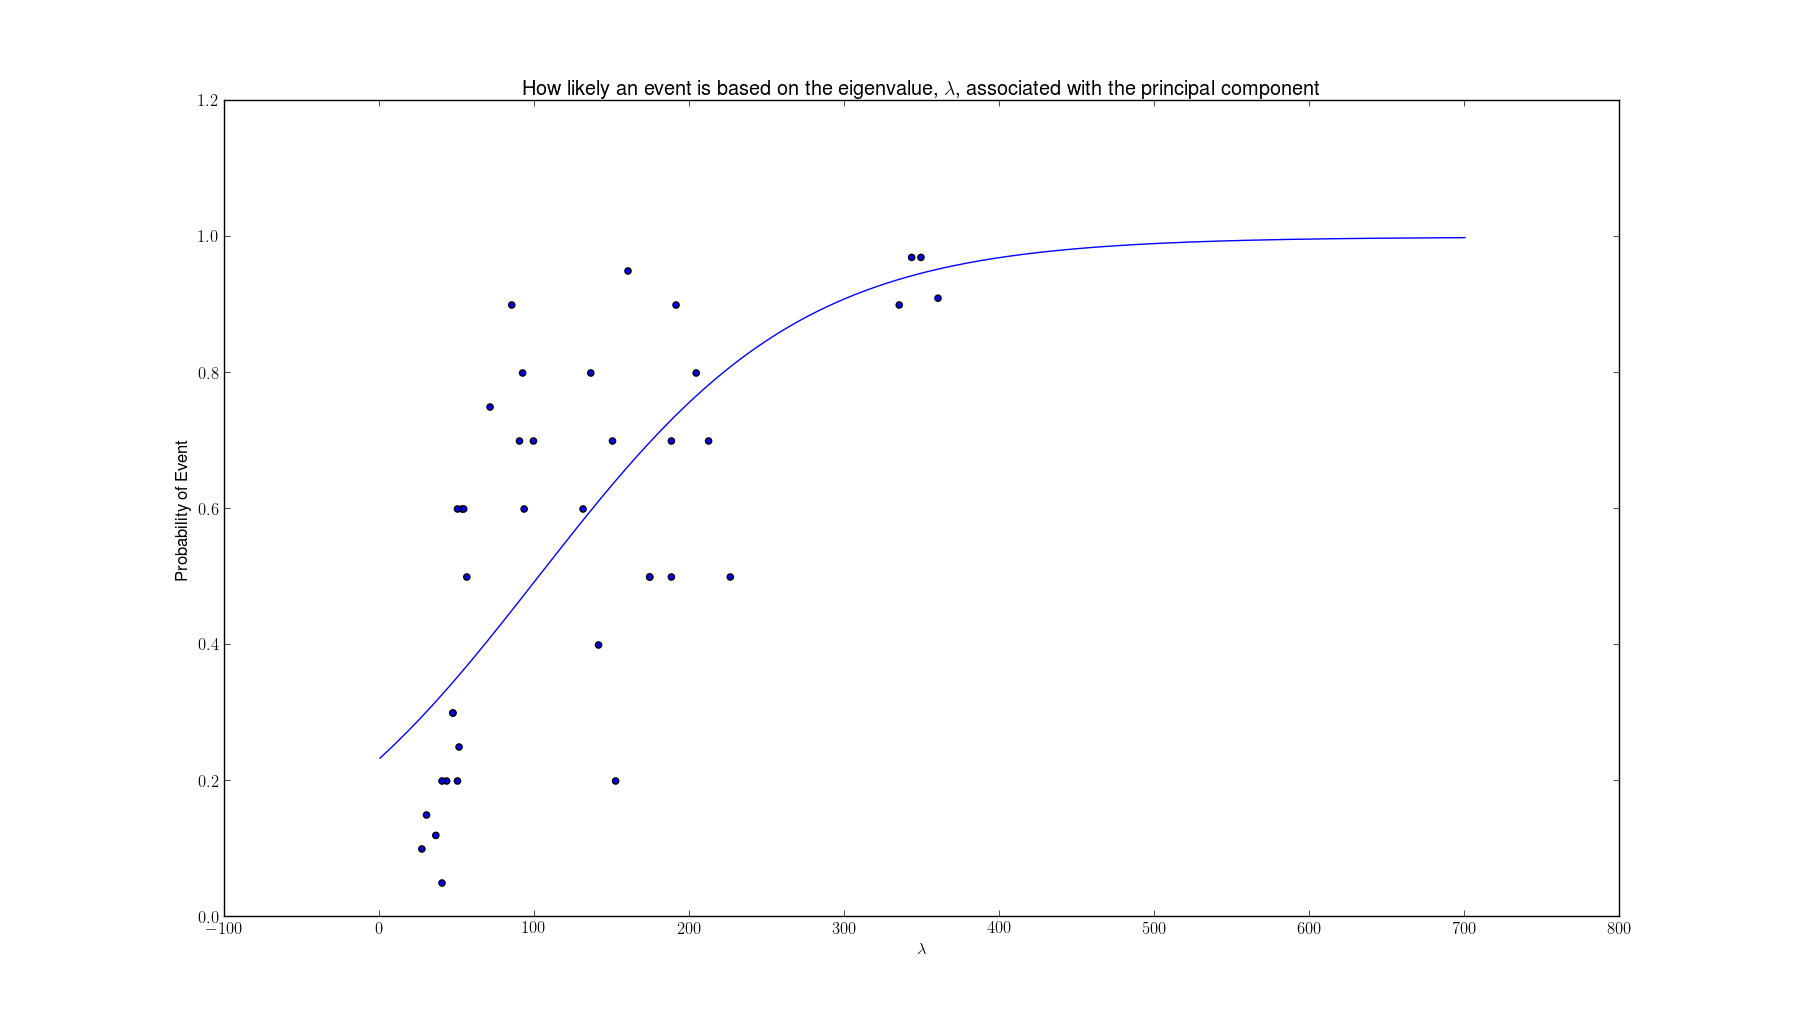 How likely an event is based on the eigenvalue, λ, associated with the principal component
1.2
1.0
0.8
0.6
0.4
0.2
0.0
Probability of Event
−100 0 100 200 300 400 500 600 700 800
λ